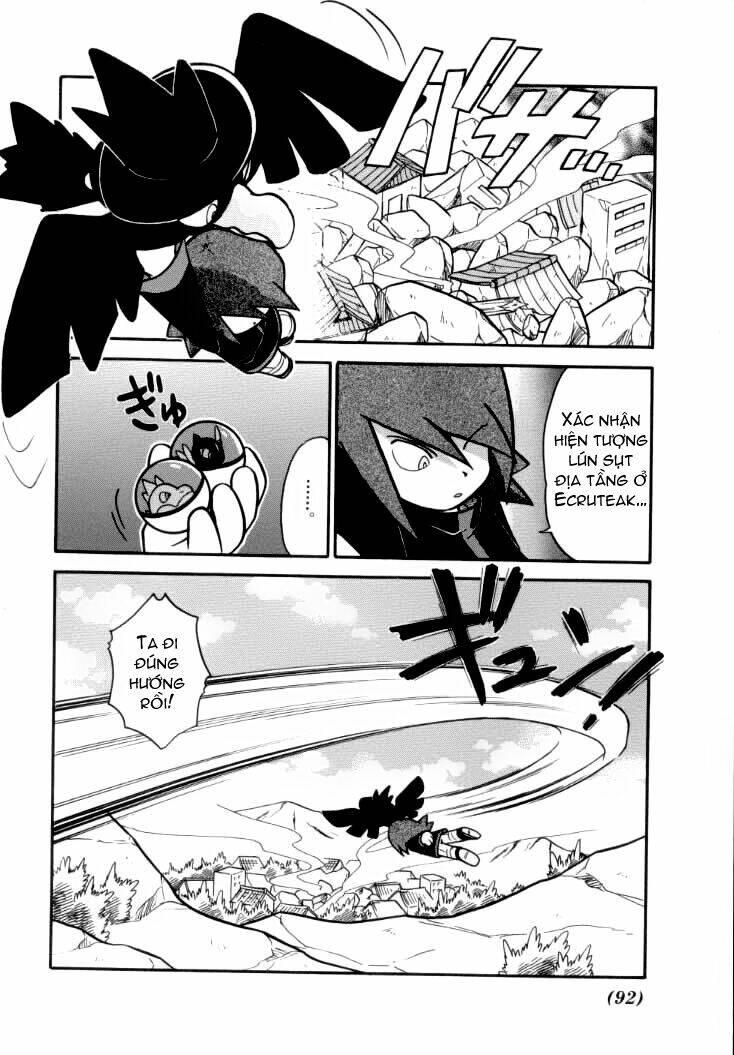 バサ...
XÁC NHẬN
HIỆN TƯỢNG
LÚN SỤT
ĐỊA TẦNG Ở
ECRUTEAK...
.......。
ぎゅ
ギュン!!
TA ĐI
ĐÚNG
HƯỚNG
RỒI!
(92)